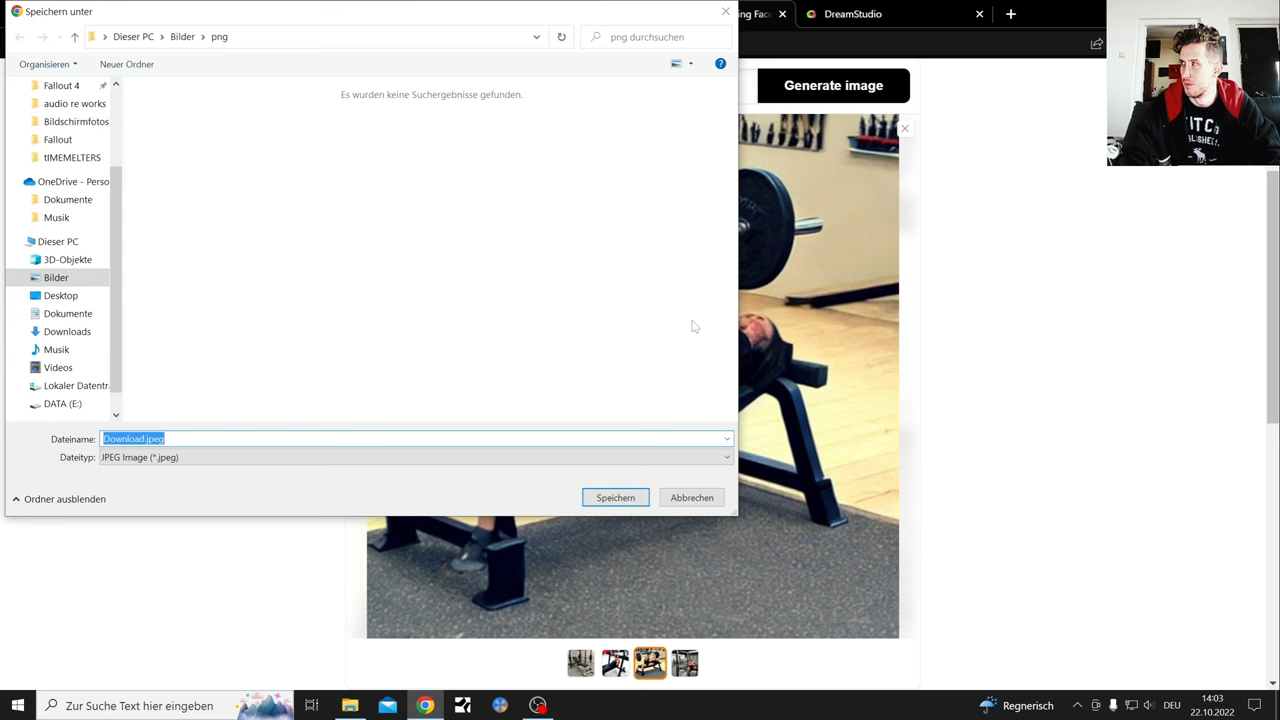 Speichern unter
ing Fac
DreamStudio
Dieser PC
Bilder
png
png durchsuchen
Organisieren
Neuer Ordner
Generate image
Es wurden keine Suchergebnisse gefunden.
Fallout 4
audio re works
Bildschirmfotos
Fallout
tIMEMELTERS
OneDrive - Perso
Dokumente
Musik
Dieser PC
3D-Objekte
Bilder
Desktop
Dokumente
Downloads
Musik
Videos
Lokaler Datentr
DATA (E:)
Dateiname:
Download.jpeg
Dateityp:
JPEG Image (*.jpeg)
Ordner ausblenden
Speichern
Abbrechen
Zur Suche Text hier eingeben
Regnerisch
DEU
14:03
22.10.2022